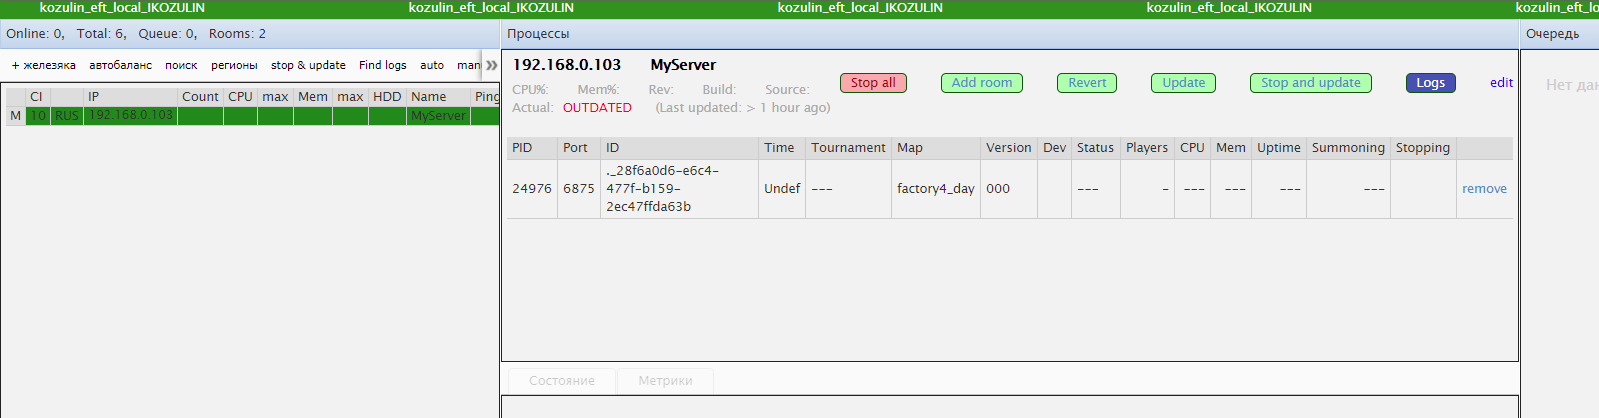 kozulin_eft_local_IKOZULIN kozulin_eft_local_IKOZULIN kozulin_eft_local_IKOZULIN kozulin_eft_local_IKOZULIN kozulin_eft_lo
Online: 0, Total: 6, Queue: 0, Rooms: 2
+ железяка автобаланс поиск регионы stop & update Find logs auto man »
CI IP Count CPU max Mem max HDD Name Ping
M 10 RUS 192.168.0.103 MyServer
Процессы
192.168.0.103 MyServer
Stop all Add room Revert Update Stop and update Logs edit
CPU%: Mem%: Rev: Build: Source:
Actual: OUTDATED (Last updated: > 1 hour ago)
PID Port ID Time Tournament Map Version Dev Status Players CPU Mem Uptime Summoning Stopping
24976 6875 ._28f6a0d6-e6c4-477f-b159-2ec47ffda63b Undef --- factory4_day 000 --- - --- --- --- --- remove
Состояние Метрики
Очередь
Нет дан